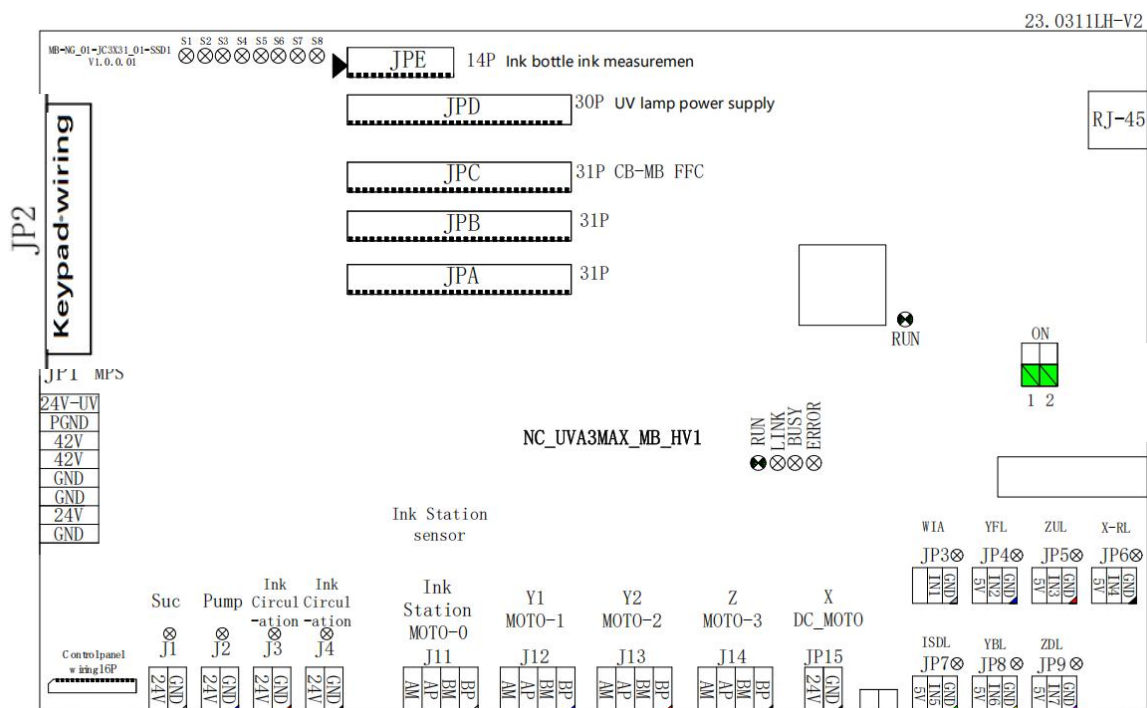 23.0311LH-V2
MB-NG_01-JC3X31_01-SSD1
V1.0.0.01
S1 S2 S3 S4 S5 S6 S7 S8
JPE 14P Ink bottle ink measuremen
JPD 30P UV lamp power supply
RJ-45
JPC 31P CB-MB FFC
JPB 31P
JPA 31P
JP2
Keypad-wiring
RUN
ON
1 2
JP1 MPS
24V-UV
PGND
42V
42V
GND
GND
24V
GND
NC_UVA3MAX_MB_HV1
RUN
LINK
BUSY
ERROR
Ink Station
sensor
WIA YFL ZUL X-RL
JP3 JP4 JP5 JP6
IN1 GND
5V IN2 GND
5V IN3 GND
5V IN4 GND
Suc
J1
24V GND
Pump
J2
24V GND
Ink
Circul
-ation
J3
24V GND
Ink
Circul
-ation
J4
24V GND
Ink
Station
MOTO-0
J11
AM AP BM BP
Y1
MOTO-1
J12
AM AP BM BP
Y2
MOTO-2
J13
AM AP BM BP
Z
MOTO-3
J14
AM AP BM BP
X
DC_MOTO
JP15
24V GND
ISDL YBL ZDL
JP7 JP8 JP9
5V IN5 GND
5V IN6 GND
5V IN7 GND
Controlpanel
wiring16P